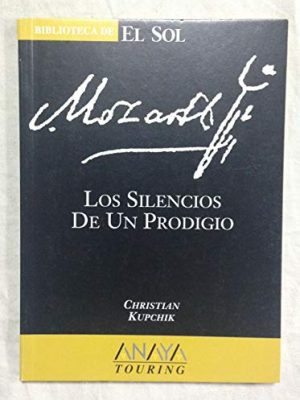 BIBLIOTECA DE EL SOL
Mozart
LOS SILENCIOS
DE UN PRODIGIO
CHRISTIAN
KUPCHIK
ANAYA
TOURING